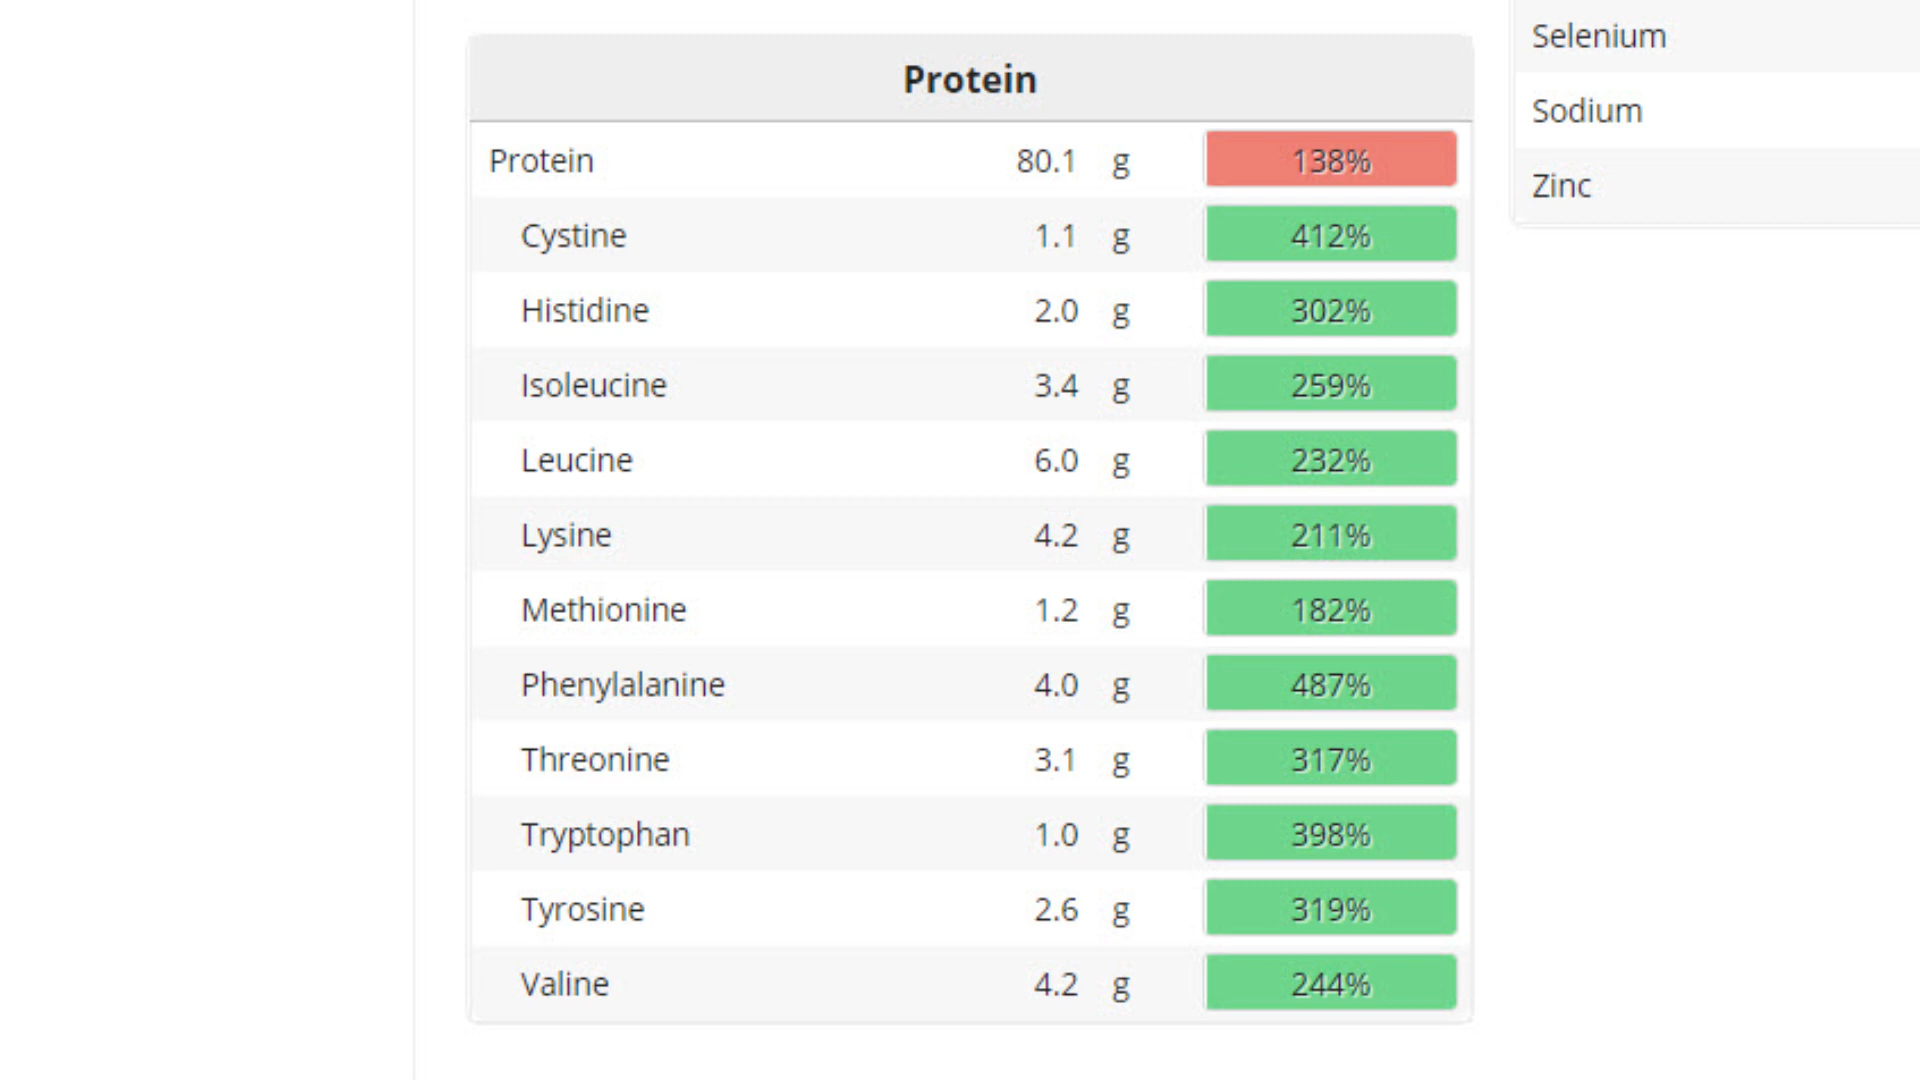 Protein
Protein 80.1 g 138%
Cystine 1.1 g 412%
Histidine 2.0 g 302%
Isoleucine 3.4 g 259%
Leucine 6.0 g 232%
Lysine 4.2 g 211%
Methionine 1.2 g 182%
Phenylalanine 4.0 g 487%
Threonine 3.1 g 317%
Tryptophan 1.0 g 398%
Tyrosine 2.6 g 319%
Valine 4.2 g 244%
Selenium
Sodium
Zinc